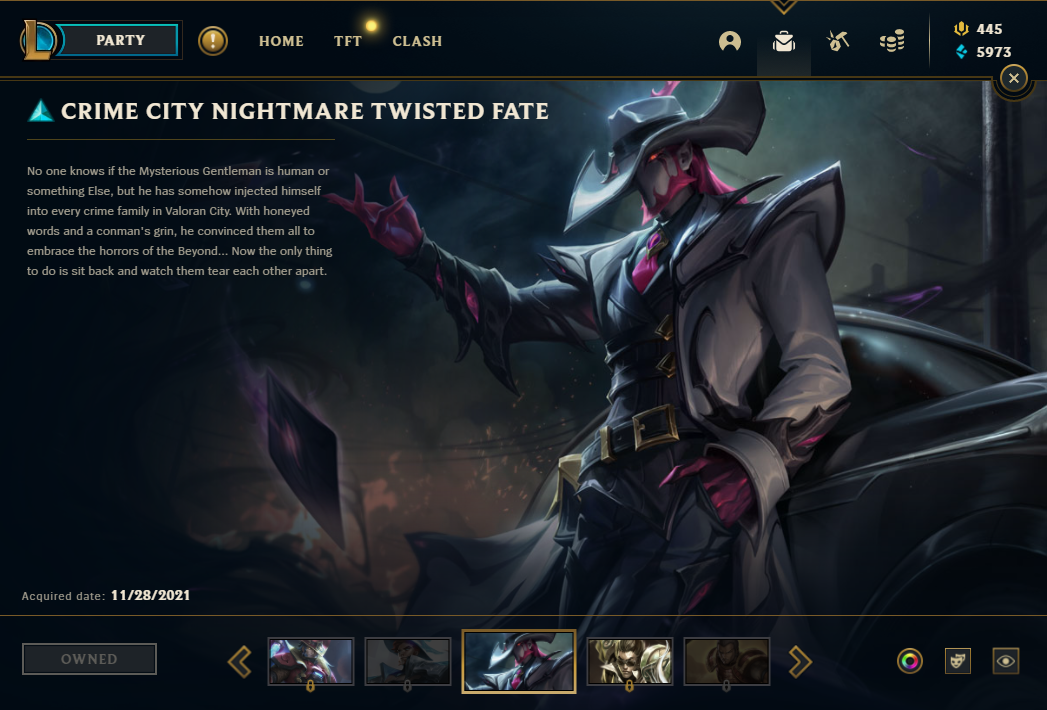 PARTY
HOME
TFT
CLASH
445
5973
CRIME CITY NIGHTMARE TWISTED FATE
No one knows if the Mysterious Gentleman is human or
something Else, but he has somehow injected himself
into every crime family in Valoran City. With honeyed
words and a conman's grin, he convinced them all to
embrace the horrors of the Beyond... Now the only thing
to do is sit back and watch them tear each other apart.
Acquired date: 11/28/2021
OWNED